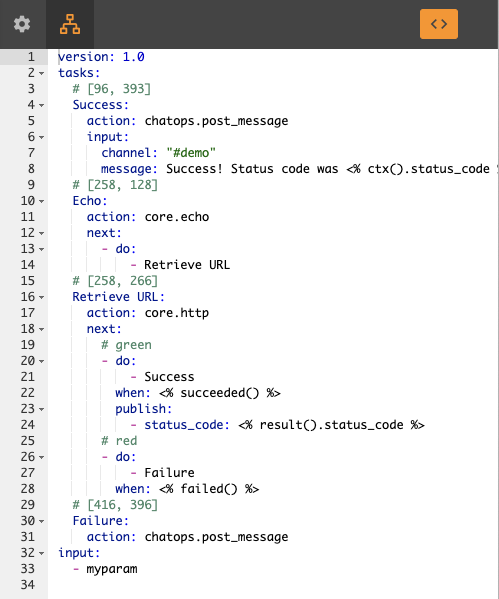 <>
1 version: 1.0
2 tasks:
3   # [96, 393]
4   Success:
5     action: chatops.post_message
6     input:
7       channel: "#demo"
8       message: Success! Status code was <% ctx().status_code
9   # [258, 128]
10   Echo:
11     action: core.echo
12     next:
13       - do:
14           - Retrieve URL
15   # [258, 266]
16   Retrieve URL:
17     action: core.http
18     next:
19       # green
20       - do:
21           - Success
22         when: <% succeeded() %>
23         publish:
24           - status_code: <% result().status_code %>
25       # red
26       - do:
27           - Failure
28         when: <% failed() %>
29   # [416, 396]
30   Failure:
31     action: chatops.post_message
32 input:
33   - myparam
34